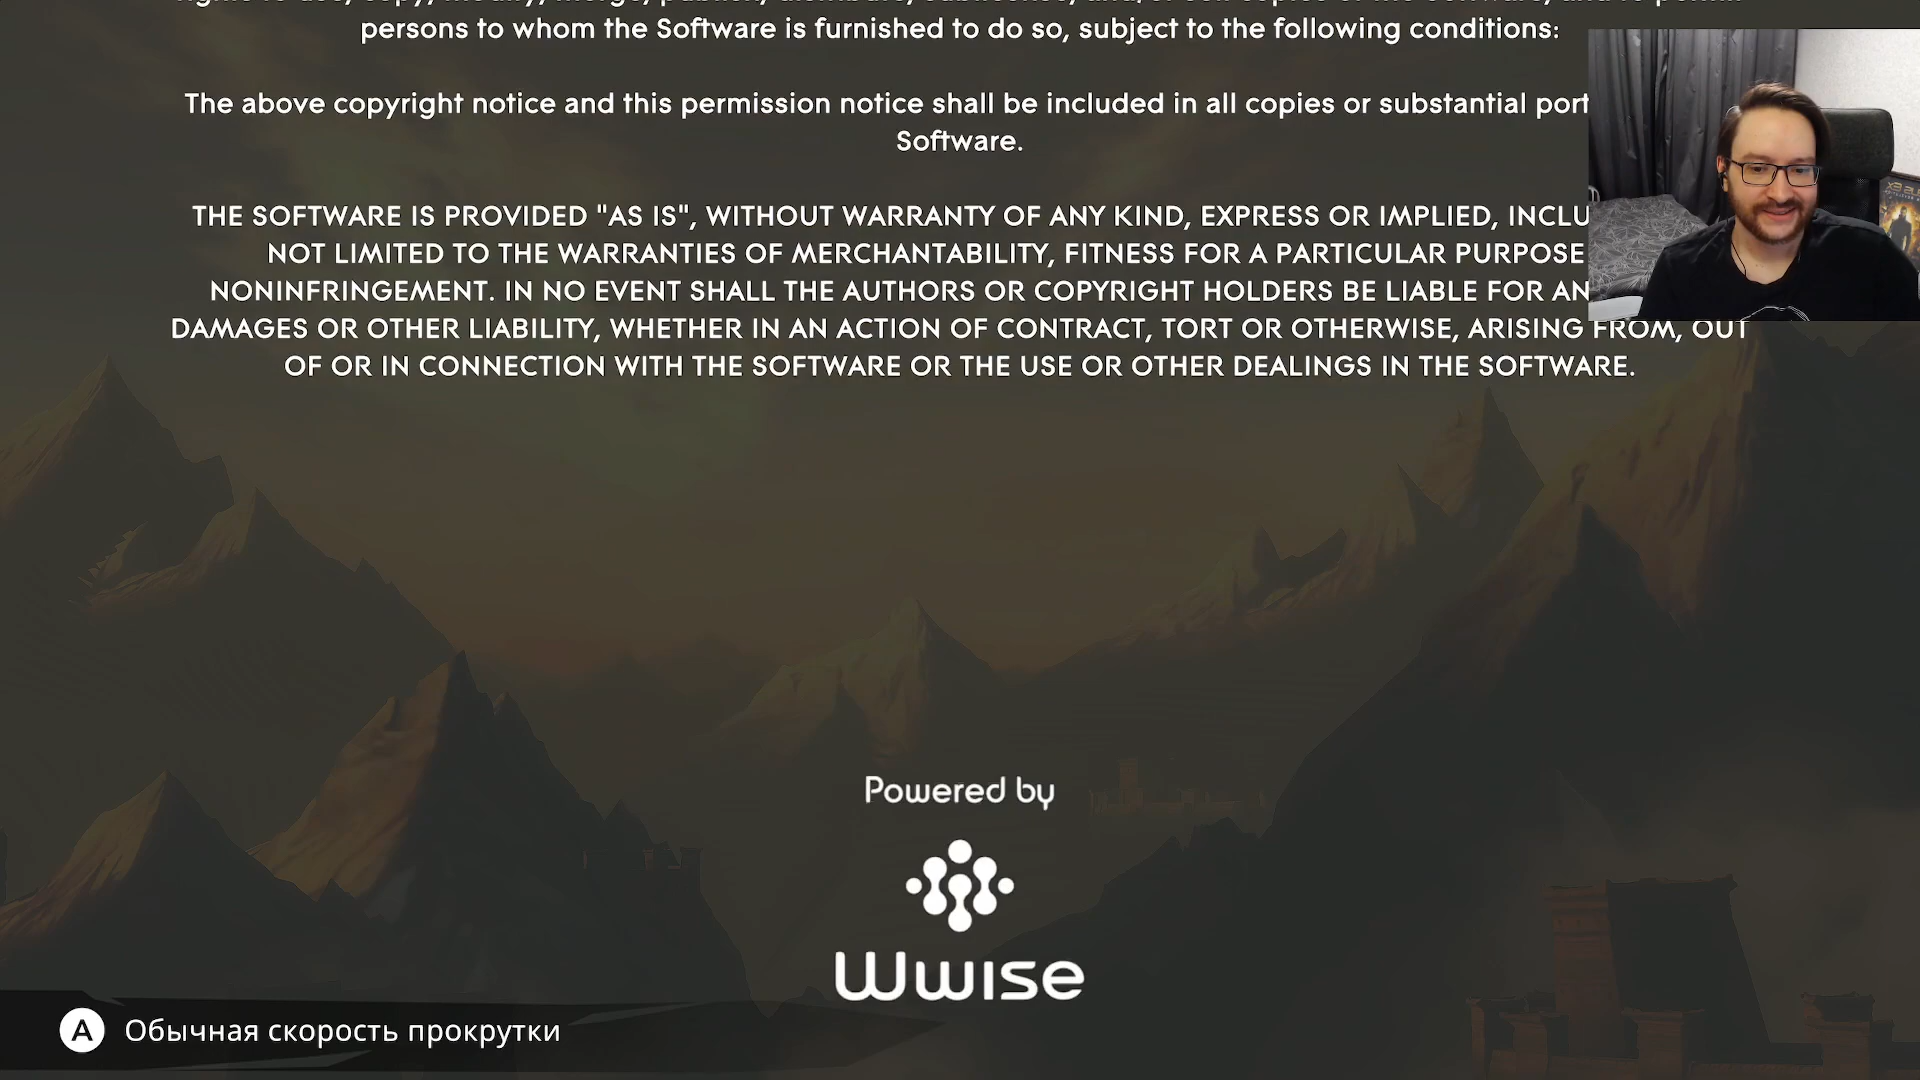 persons to whom the Software is furnished to do so, subject to the following conditions:
The above copyright notice and this permission notice shall be included in all copies or substantial port
Software.
THE SOFTWARE IS PROVIDED "AS IS", WITHOUT WARRANTY OF ANY KIND, EXPRESS OR IMPLIED, INCLU
NOT LIMITED TO THE WARRANTIES OF MERCHANTABILITY, FITNESS FOR A PARTICULAR PURPOSE
NONINFRINGEMENT. IN NO EVENT SHALL THE AUTHORS OR COPYRIGHT HOLDERS BE LIABLE FOR AN
DAMAGES OR OTHER LIABILITY, WHETHER IN AN ACTION OF CONTRACT, TORT OR OTHERWISE, ARISING FROM, OUT
OF OR IN CONNECTION WITH THE SOFTWARE OR THE USE OR OTHER DEALINGS IN THE SOFTWARE.
Powered by
Wwise
A Обычная скорость прокрутки